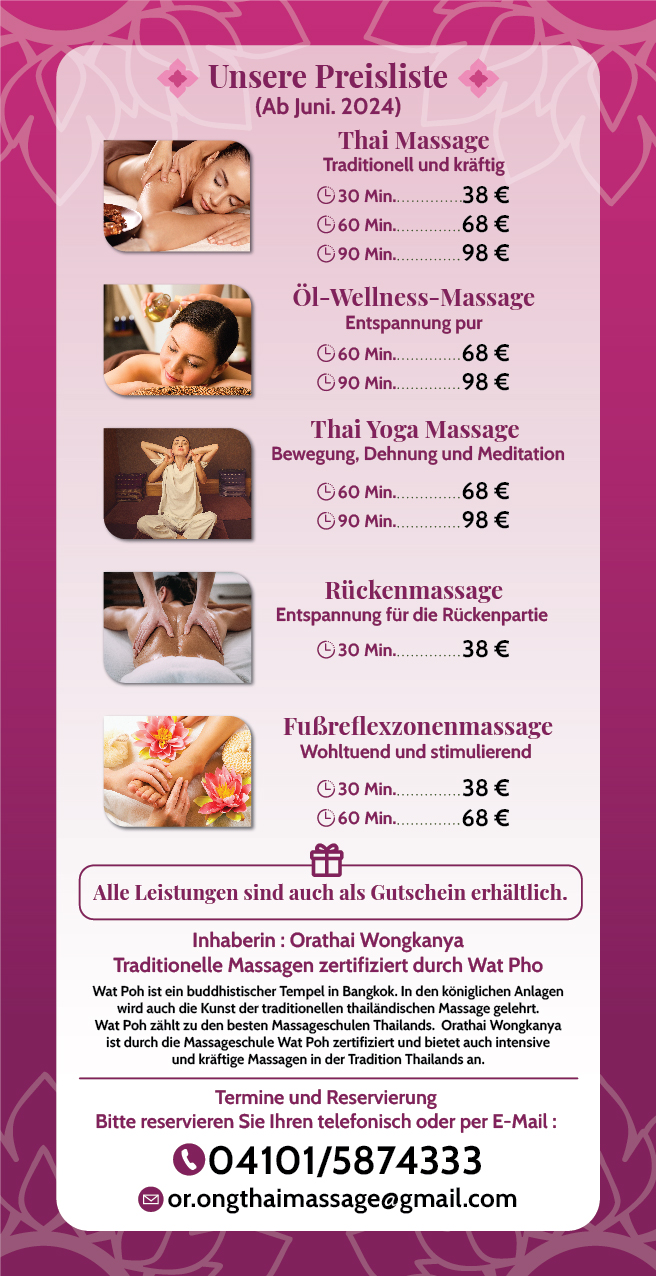 Unsere Preisliste
(Ab Juni. 2024)
Thai Massage
Traditionell und kräftig
30 Min...............38 €
60 Min...............68 €
90 Min...............98 €
Öl-Wellness-Massage
Entspannung pur
60 Min...............68 €
90 Min...............98 €
Thai Yoga Massage
Bewegung, Dehnung und Meditation
60 Min...............68 €
90 Min...............98 €
Rückenmassage
Entspannung für die Rückenpartie
30 Min...............38 €
Fußreflexzonenmassage
Wohltuend und stimulierend
30 Min...............38 €
60 Min...............68 €
Alle Leistungen sind auch als Gutschein erhältlich.
Inhaberin : Orathai Wongkanya
Traditionelle Massagen zertifiziert durch Wat Pho
Wat Poh ist ein buddhistischer Tempel in Bangkok. In den königlichen Anlagen
wird auch die Kunst der traditionellen thailändischen Massage gelehrt.
Wat Poh zählt zu den besten Massageschulen Thailands. Orathai Wongkanya
ist durch die Massageschule Wat Poh zertifiziert und bietet auch intensive
und kräftige Massagen in der Tradition Thailands an.
Termine und Reservierung
Bitte reservieren Sie Ihren telefonisch oder per E-Mail :
04101/5874333
or.ongthaimassage@gmail.com